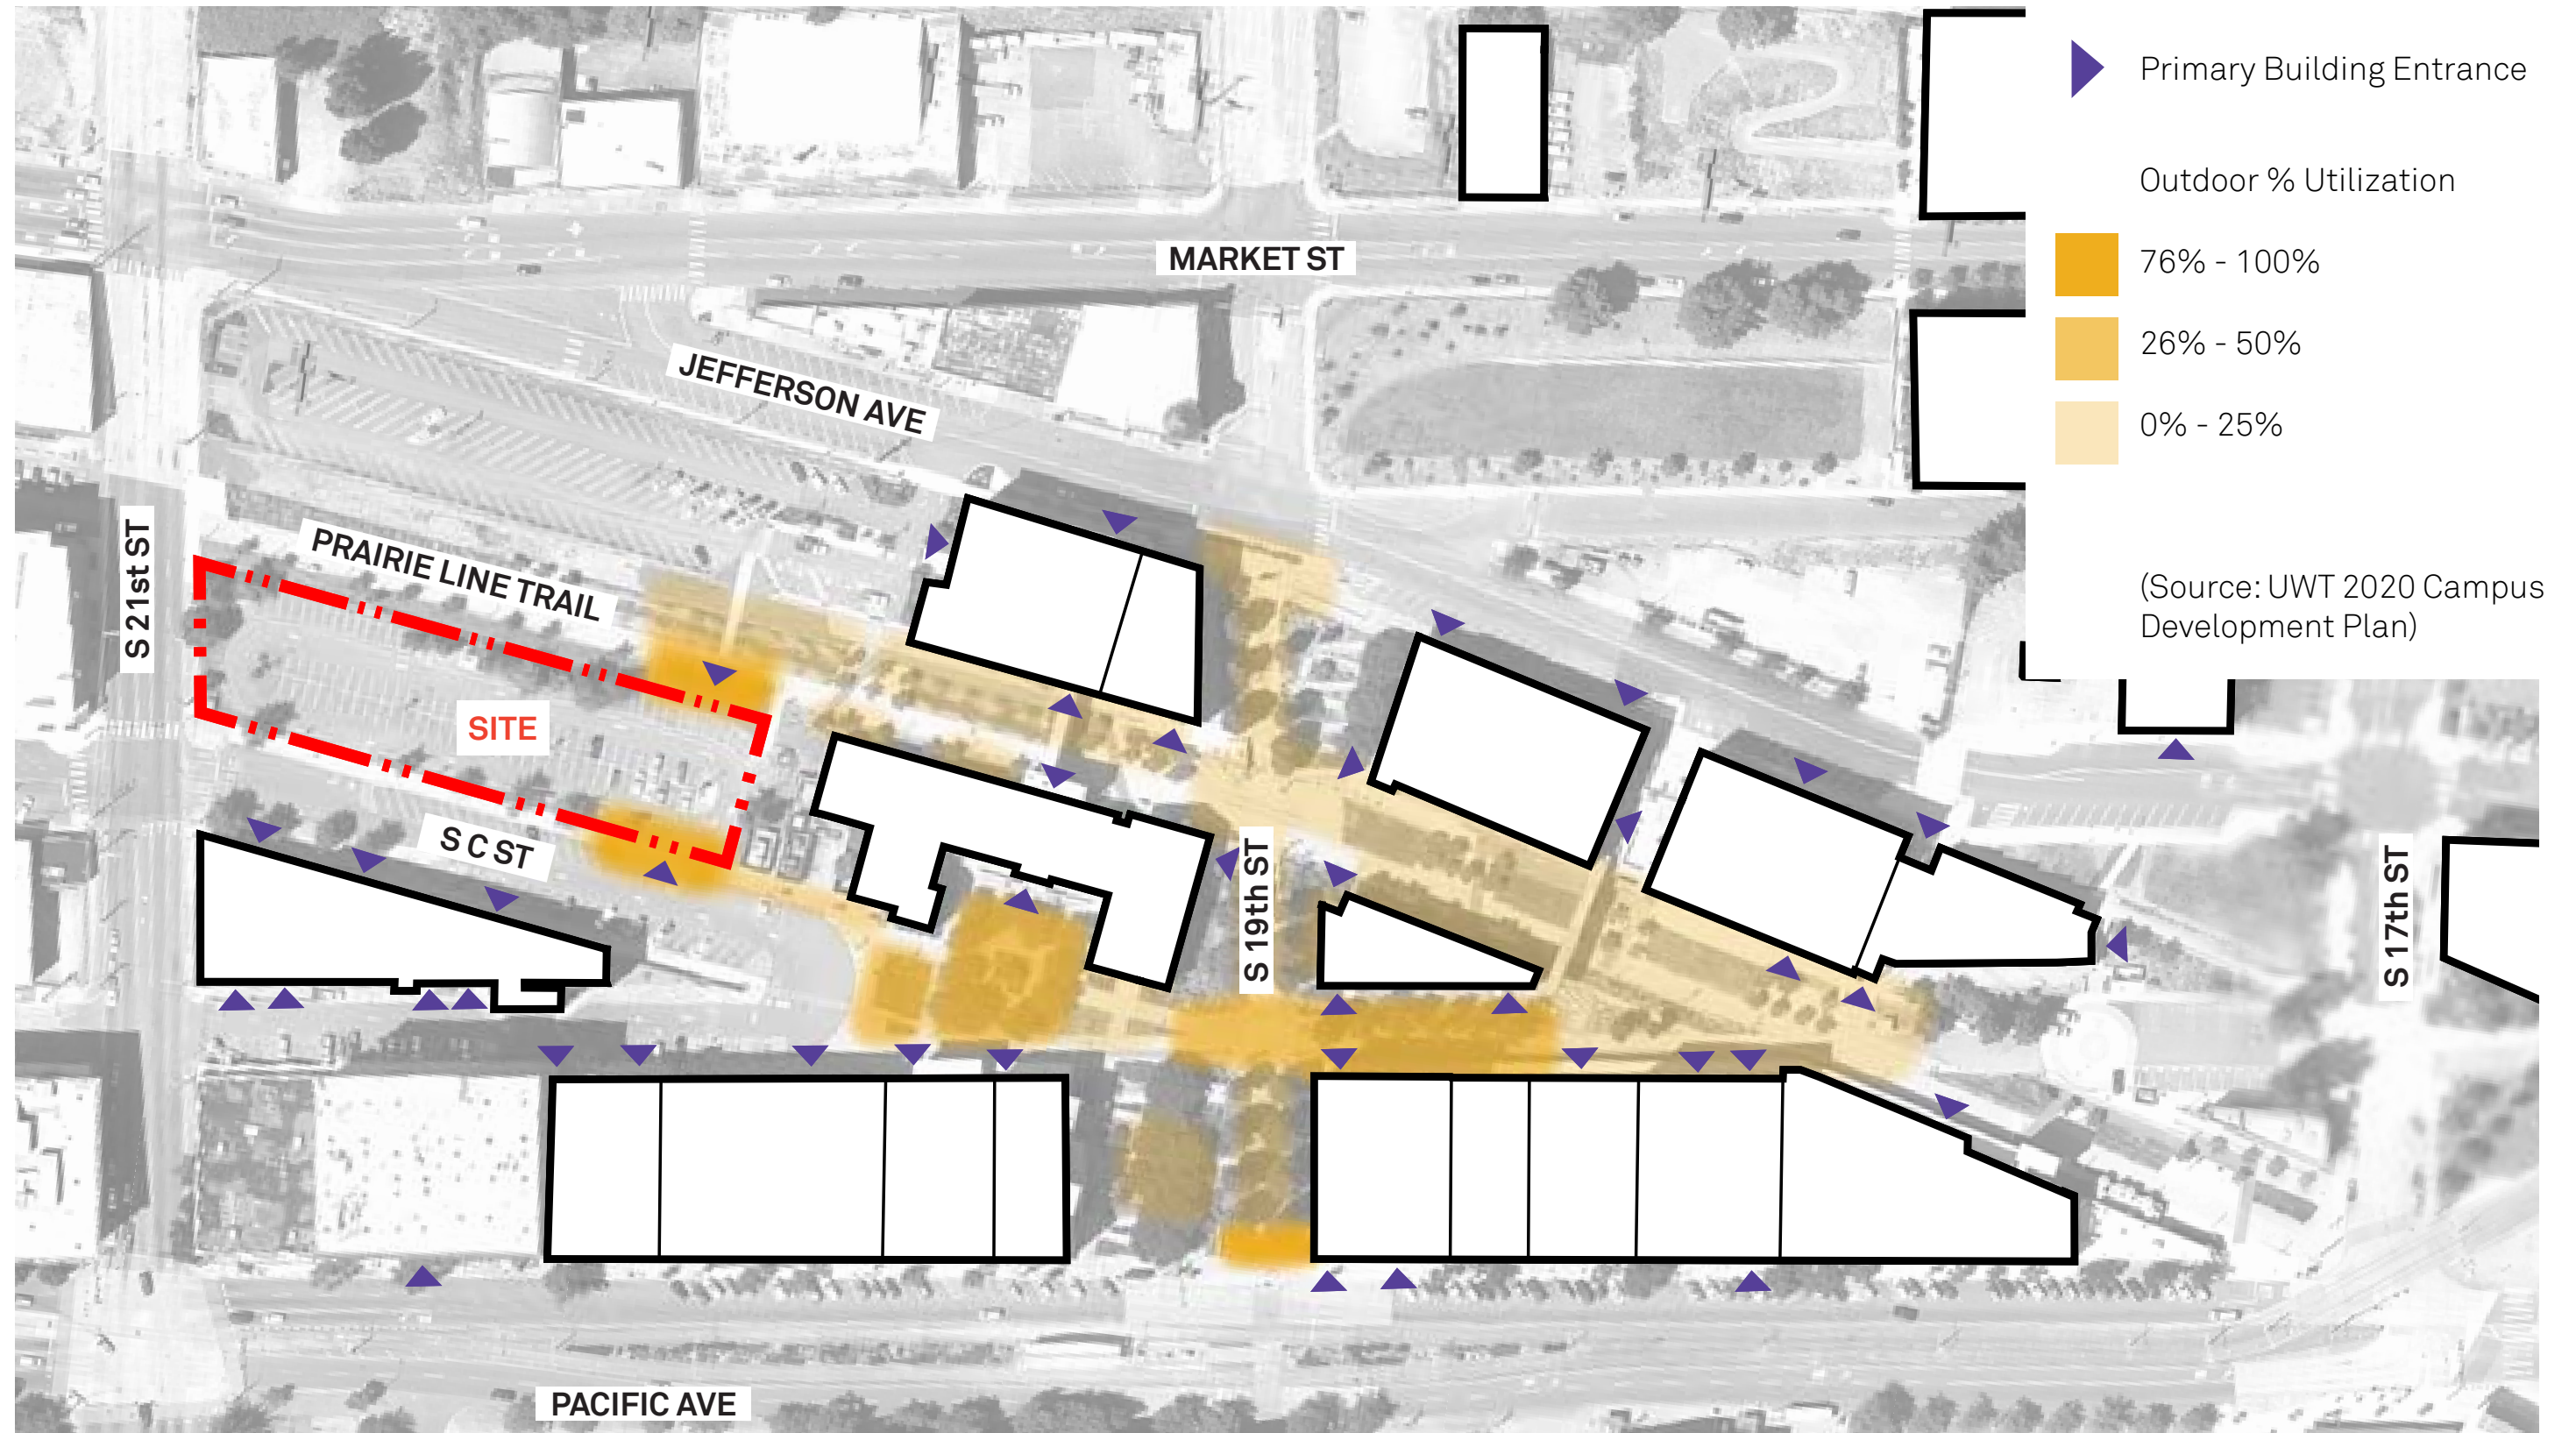 Primary Building Entrance
Outdoor % Utilization
76% - 100%
26% - 50%
0% - 25%
(Source: UWT 2020 Campus
Development Plan)
MARKET ST
JEFFERSON AVE
PRAIRIE LINE TRAIL
S 21st ST
SITE
S C ST
S 19th ST
S 17th ST
PACIFIC AVE